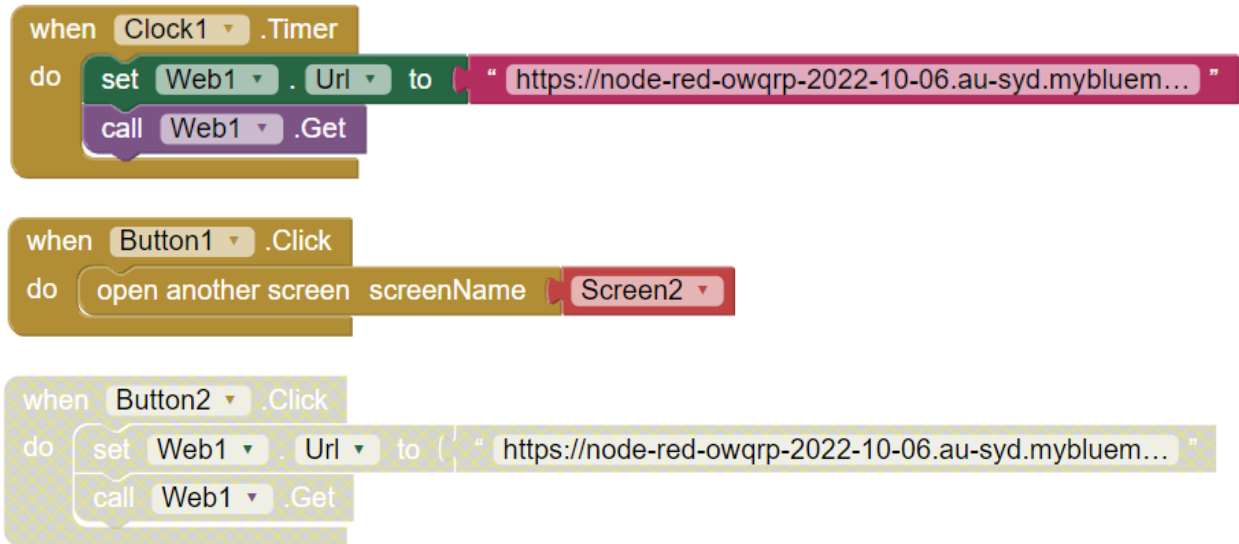 when Clock1 .Timer
do set Web1 . Url to " https://node-red-owqrp-2022-10-06.au-syd.mybluem… "
call Web1 .Get
when Button1 .Click
do open another screen screenName Screen2
when Button2 .Click
do set Web1 . Url to " https://node-red-owqrp-2022-10-06.au-syd.mybluem… "
call Web1 .Get